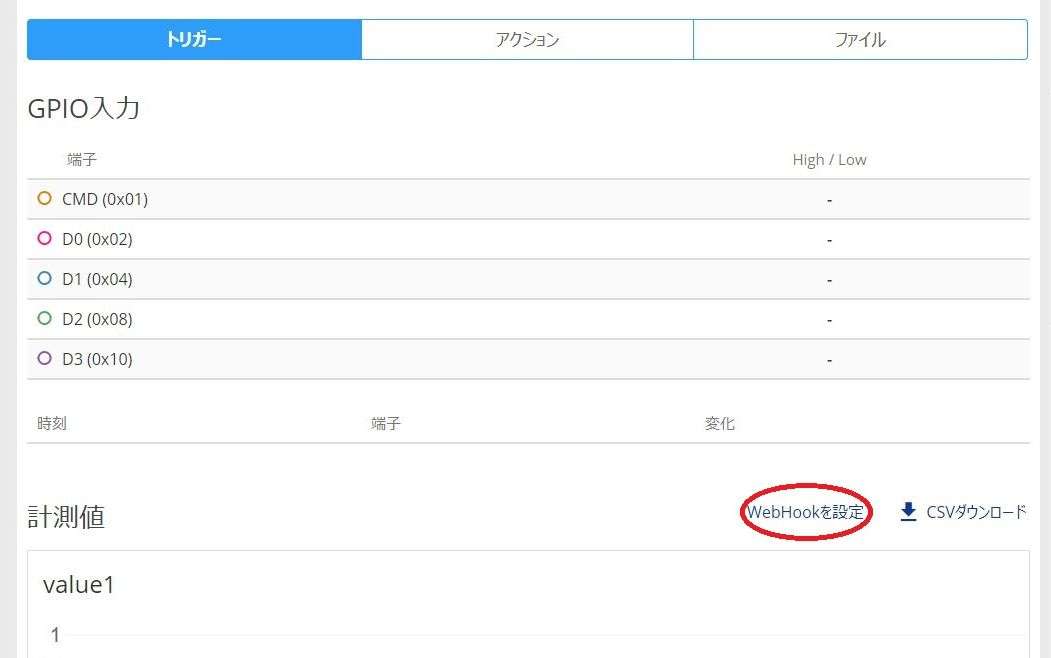 トリガー アクション ファイル
GPIO入力
端子 High / Low
CMD (0x01) -
D0 (0x02) -
D1 (0x04) -
D2 (0x08) -
D3 (0x10) -
時刻 端子 変化
計測値 WebHookを設定 CSVダウンロード
value1
1